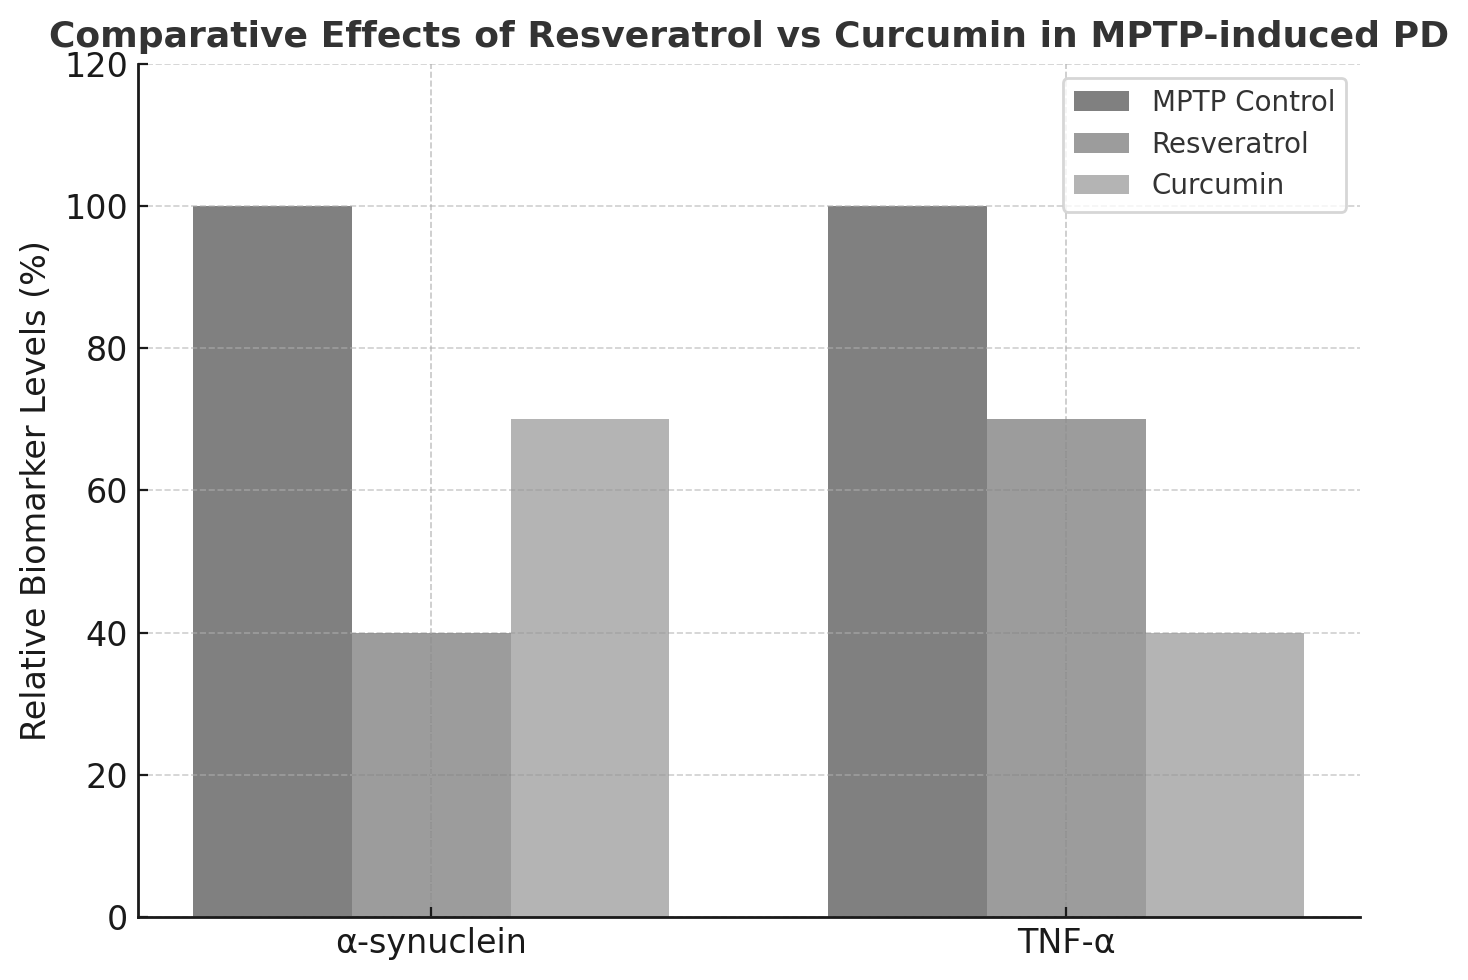 Comparative Effects of Resveratrol vs Curcumin in MPTP-induced PD
120
100
80
60
40
20
0
Relative Biomarker Levels (%)
MPTP Control
Resveratrol
Curcumin
α-synuclein
TNF-α